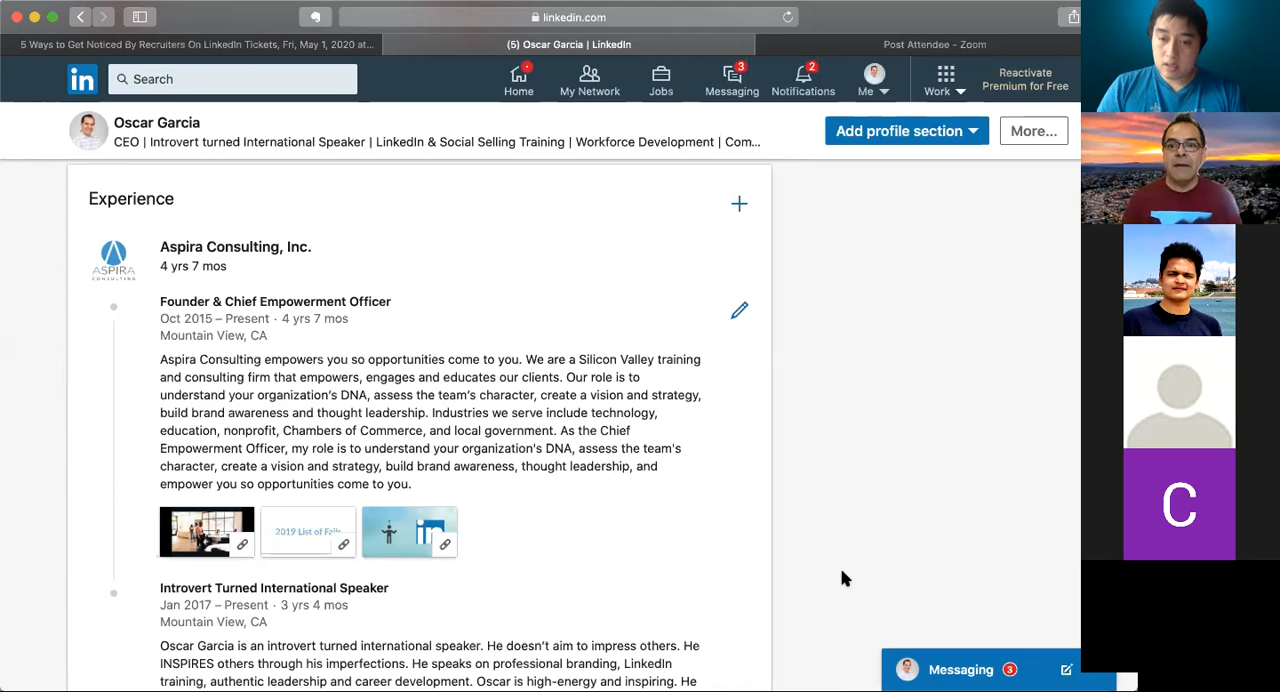 linkedin.com
5 Ways to Get Noticed By Recruiters On LinkedIn Tickets, Fri, May 1, 2020 at...
(5) Oscar Garcia | LinkedIn
Post Attendee - Zoom
in
Search
Home
My Network
Jobs
3
Messaging
2
Notifications
Me
Work
Reactivate
Premium for Free
Oscar Garcia
CEO | Introvert turned International Speaker | LinkedIn & Social Selling Training | Workforce Development | Com...
Add profile section
More...
Experience
ASPIRA
CONSULTING
Aspira Consulting, Inc.
4 yrs 7 mos
Founder & Chief Empowerment Officer
Oct 2015 – Present · 4 yrs 7 mos
Mountain View, CA
Aspira Consulting empowers you so opportunities come to you. We are a Silicon Valley training
and consulting firm that empowers, engages and educates our clients. Our role is to
understand your organization's DNA, assess the team's character, create a vision and strategy,
build brand awareness and thought leadership. Industries we serve include technology,
education, nonprofit, Chambers of Commerce, and local government. As the Chief
Empowerment Officer, my role is to understand your organization's DNA, assess the team's
character, create a vision and strategy, build brand awareness, thought leadership, and
empower you so opportunities come to you.
2019 List of
in
Introvert Turned International Speaker
Jan 2017 – Present · 3 yrs 4 mos
Mountain View, CA
Oscar Garcia is an introvert turned international speaker. He doesn't aim to impress others. He
INSPIRES others through his imperfections. He speaks on professional branding, LinkedIn
training, authentic leadership and career development. Oscar is high-energy and inspiring. He
Messaging 3
C